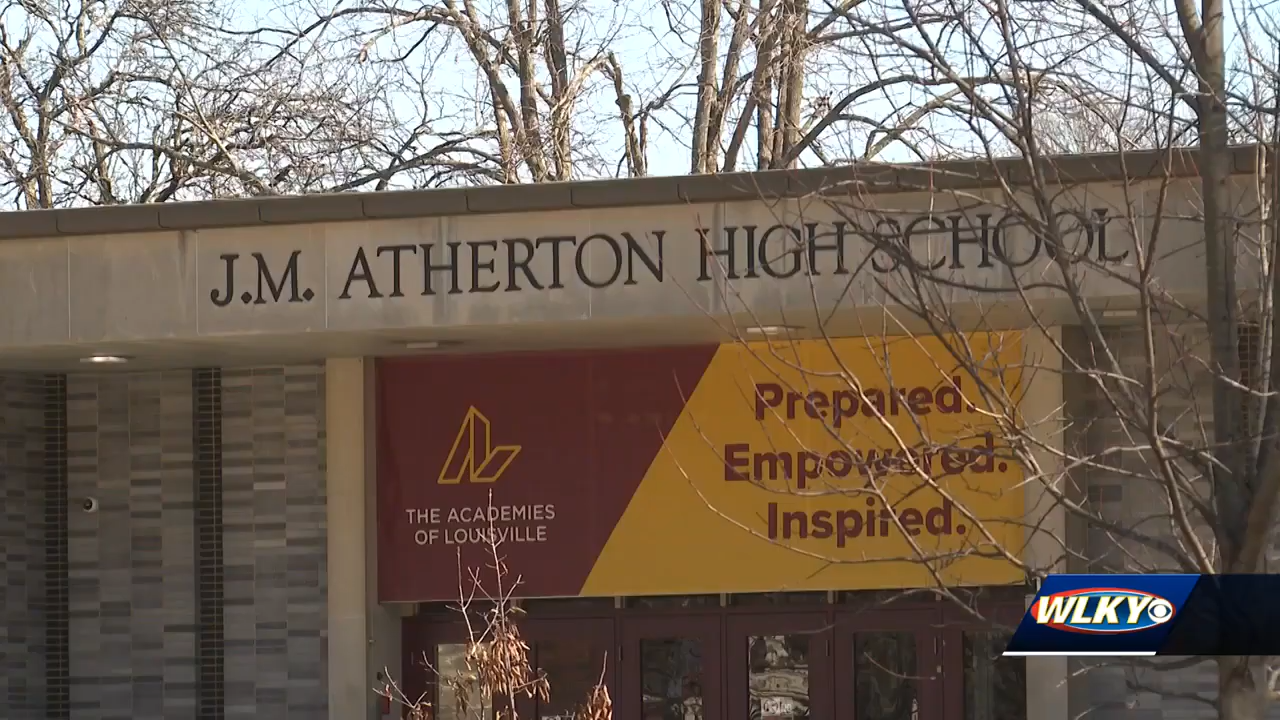 J.M. ATHERTON HIGH SCHOOL
Prepared.
Empowered.
Inspired.
THE ACADEMIES
OF LOUISVILLE
WLKY